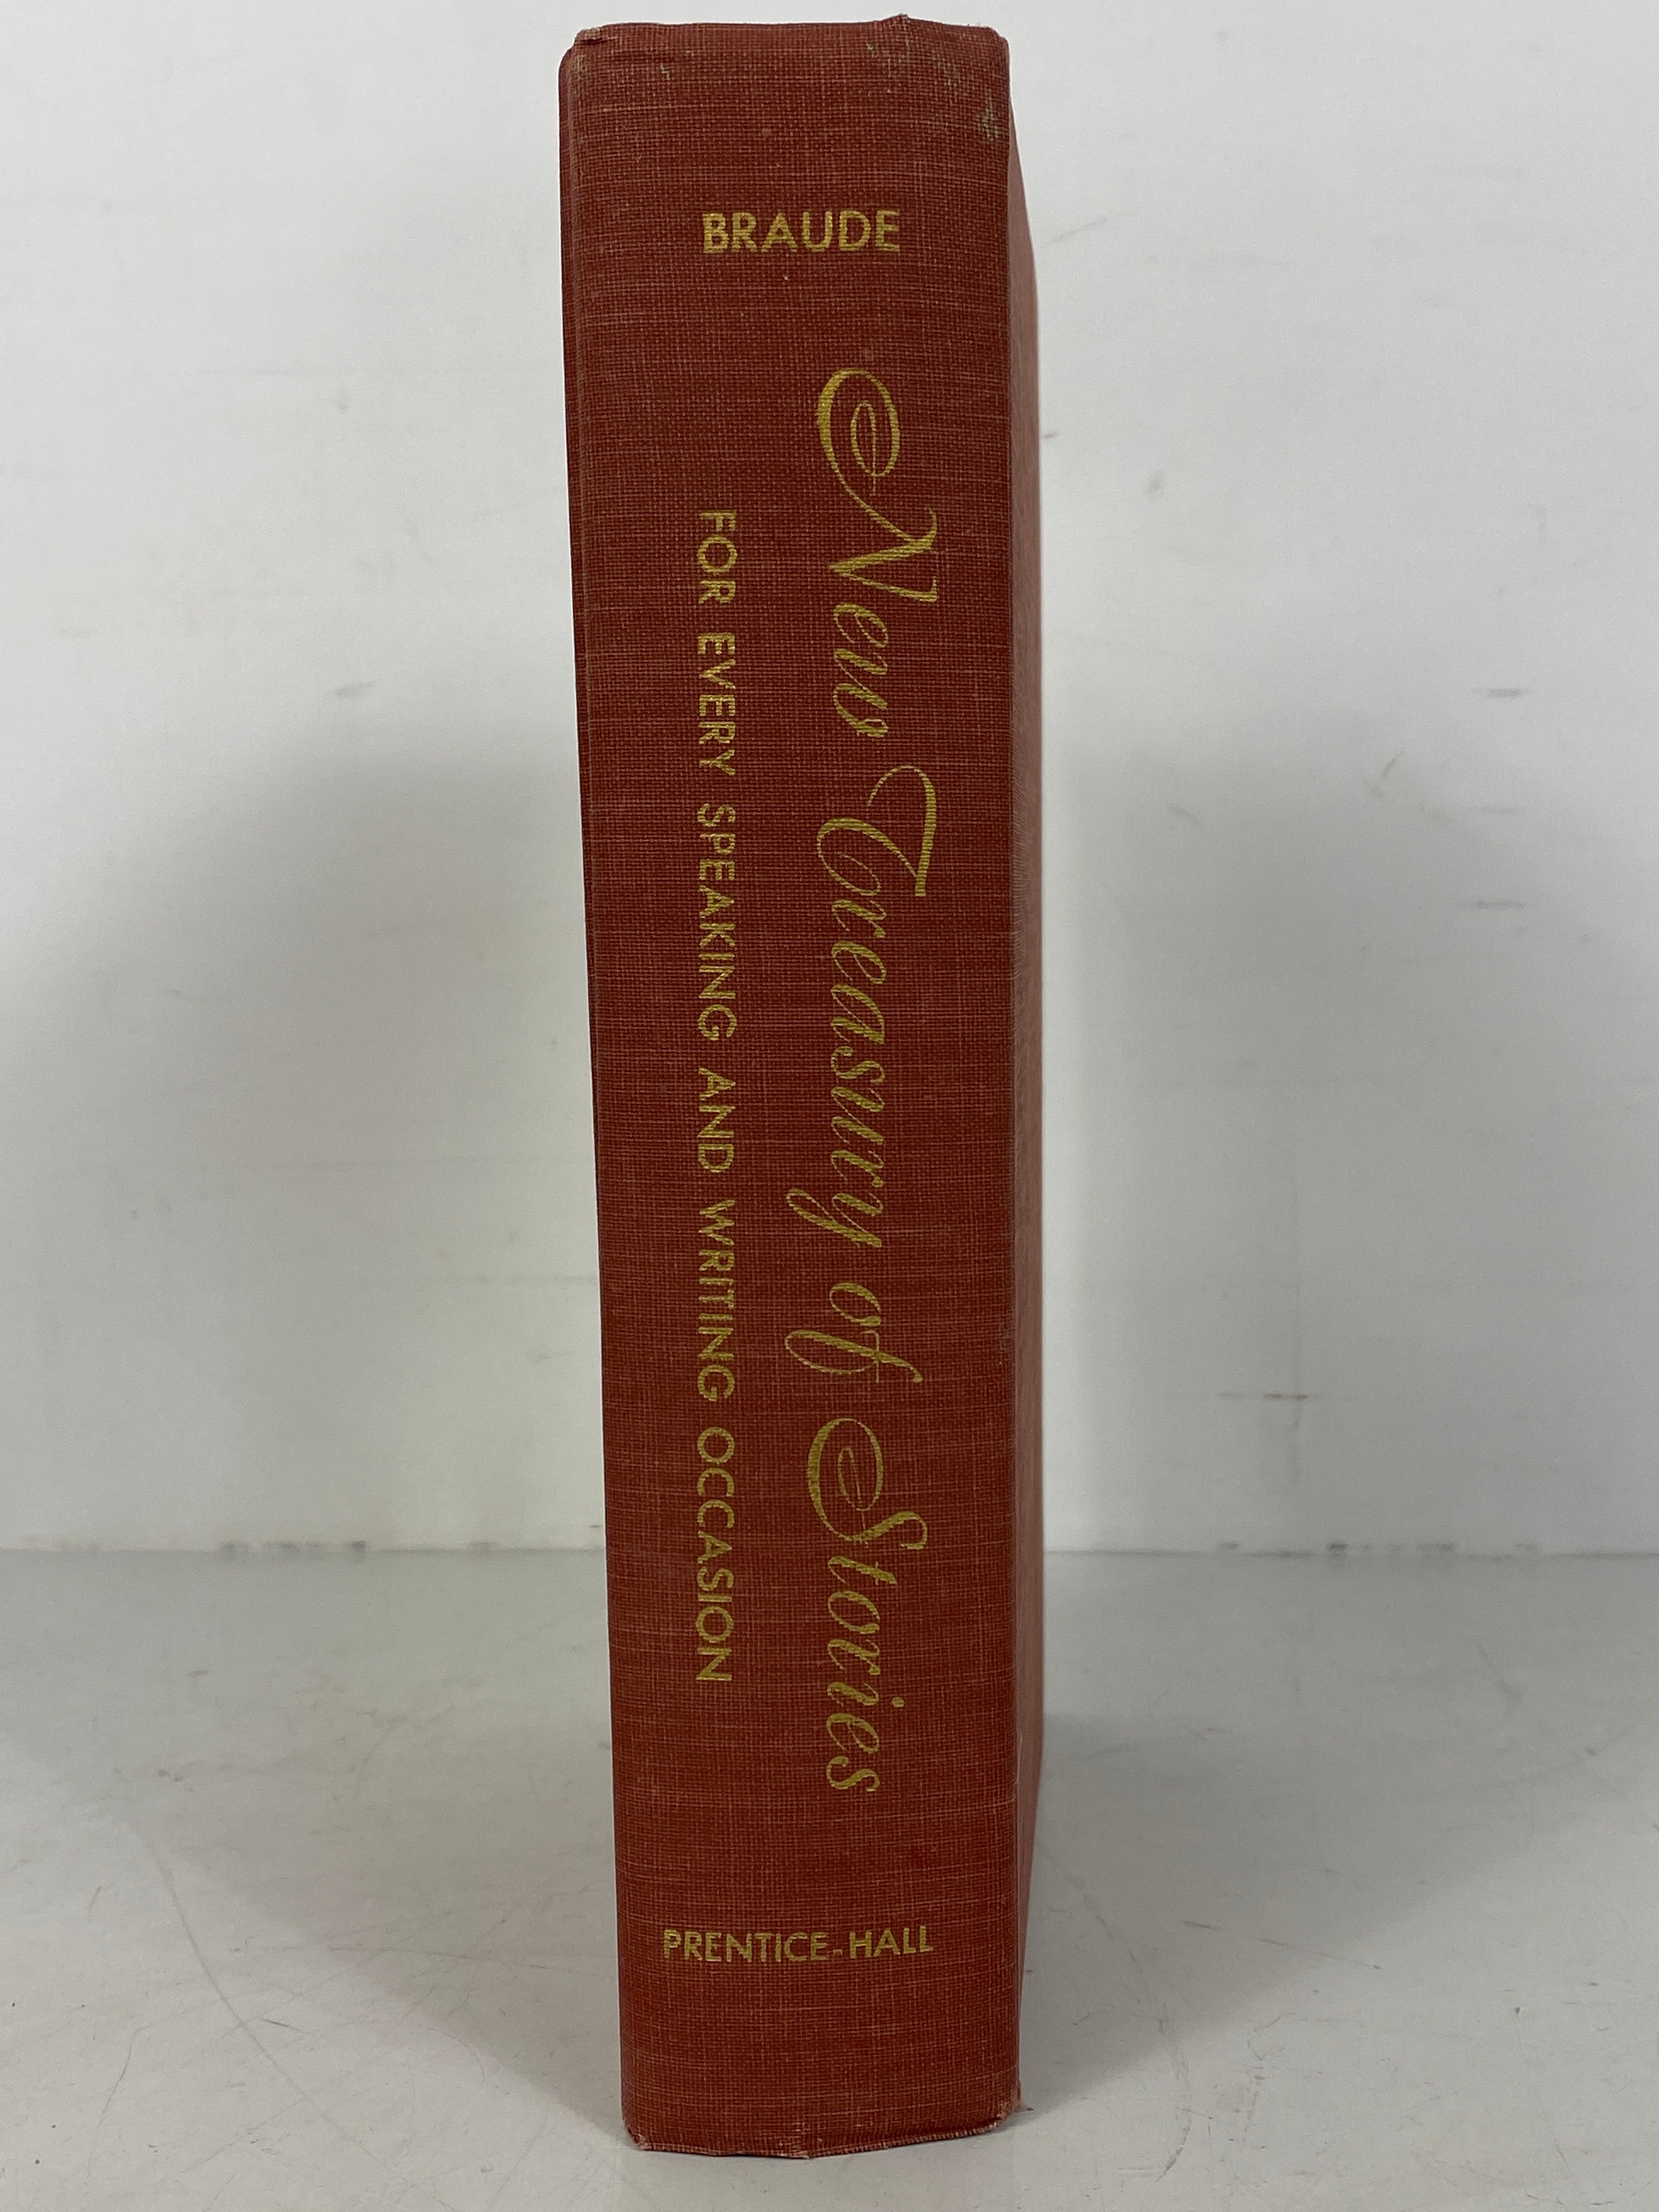 BRAUDE
New Treasury of Stories
FOR EVERY SPEAKING AND WRITING OCCASION
PRENTICE-HALL